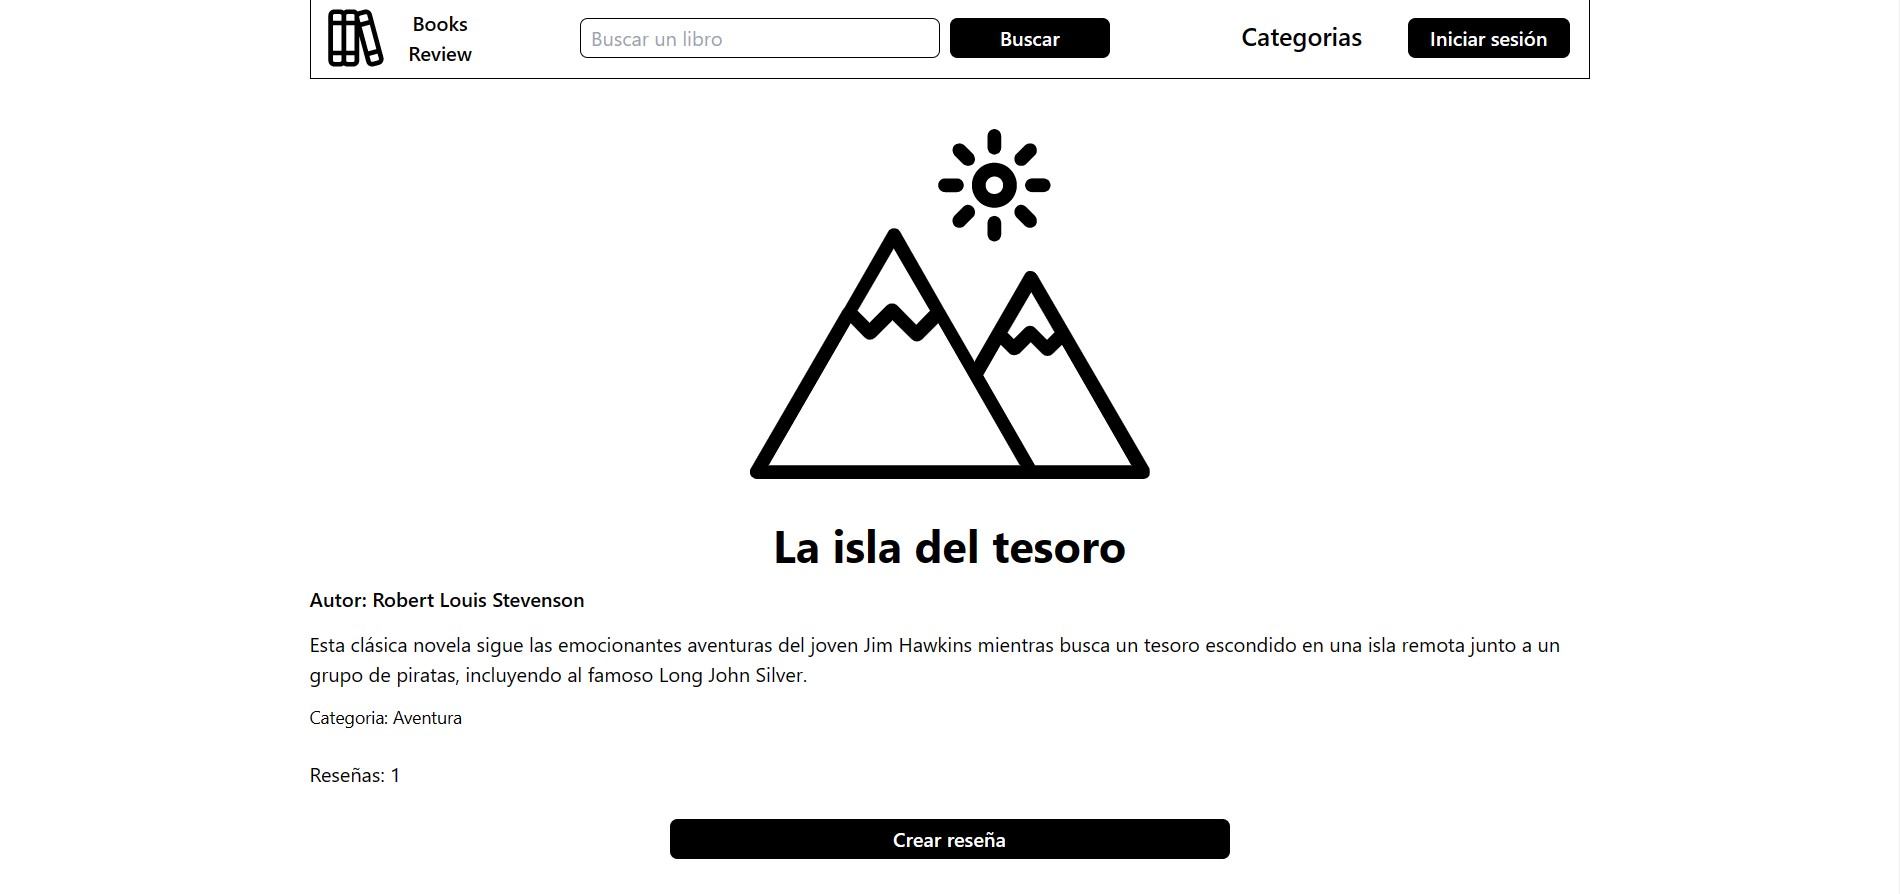 Books
Review
Buscar un libro
Buscar
Categorias
Iniciar sesión
La isla del tesoro
Autor: Robert Louis Stevenson
Esta clásica novela sigue las emocionantes aventuras del joven Jim Hawkins mientras busca un tesoro escondido en una isla remota junto a un
grupo de piratas, incluyendo al famoso Long John Silver.
Categoria: Aventura
Reseñas: 1
Crear reseña